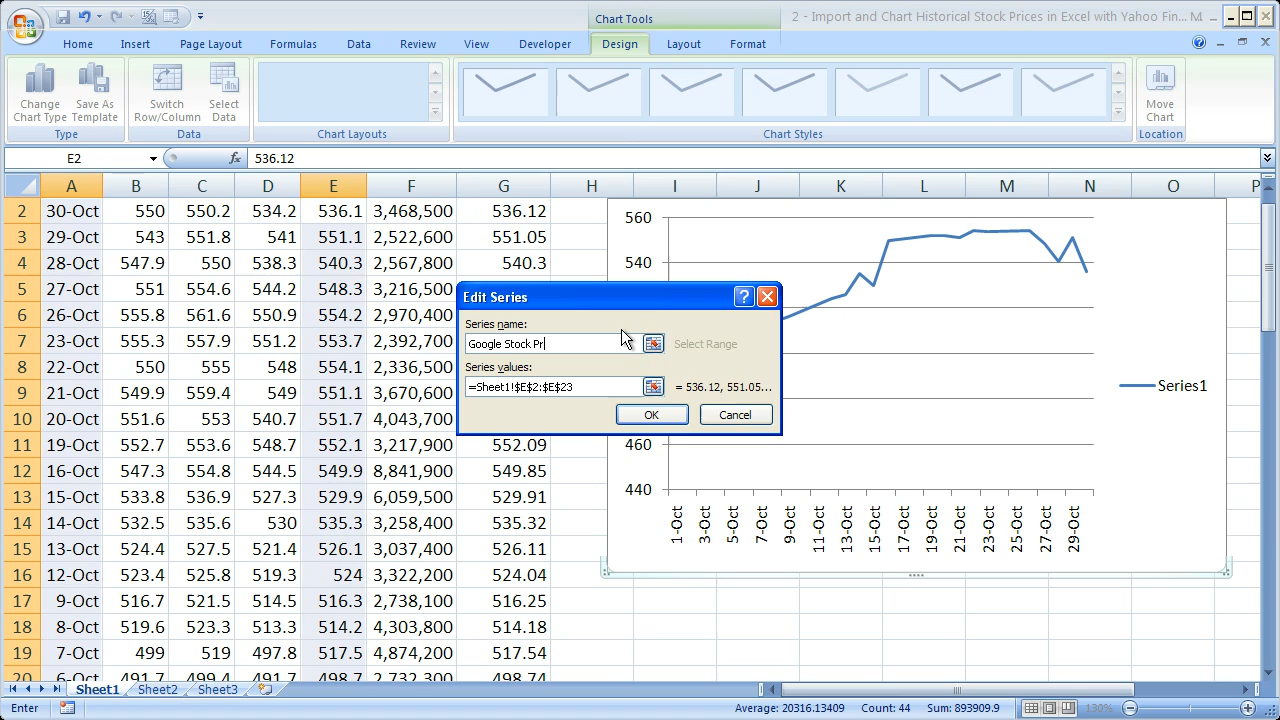 Chart Tools
2 - Import and Chart Historical Stock Prices in Excel with Yahoo Fin... M
Home Insert Page Layout Formulas Data Review View Developer Design Layout Format
Change Chart Type
Save As Template
Switch Row/Column
Select Data
Move Chart
Type Data Chart Layouts Chart Styles Location
E2 fx 536.12
A B C D E F G H I J K L M N O P
2 30-Oct 550 550.2 534.2 536.1 3,468,500 536.12
3 29-Oct 543 551.8 541 551.1 2,522,600 551.05
4 28-Oct 547.9 550 538.3 540.3 2,567,800 540.3
5 27-Oct 551 554.6 544.2 548.3 3,216,500
6 26-Oct 555.8 561.6 550.9 554.2 2,970,400
7 23-Oct 555.3 557.9 551.2 553.7 2,392,700
8 22-Oct 550 555 548 554.1 2,336,500
9 21-Oct 549.9 559.4 549 551.1 3,670,600
10 20-Oct 551.6 553 540.7 551.7 4,043,700
11 19-Oct 552.7 553.6 548.7 552.1 3,217,900 552.09
12 16-Oct 547.3 554.8 544.5 549.9 8,841,900 549.85
13 15-Oct 533.8 536.9 527.3 529.9 6,059,500 529.91
14 14-Oct 532.5 535.6 530 535.3 3,258,400 535.32
15 13-Oct 524.4 527.5 521.4 526.1 3,037,400 526.11
16 12-Oct 523.4 525.8 519.3 524 3,322,200 524.04
17 9-Oct 516.7 521.5 514.5 516.3 2,738,100 516.25
18 8-Oct 519.6 523.3 513.3 514.2 4,303,800 514.18
19 7-Oct 499 519 497.8 517.5 4,874,200 517.54
20 6-Oct 491.7 499.4 491.7 498.7 2,732,300 498.74
560
540
460
440
1-Oct 3-Oct 5-Oct 7-Oct 9-Oct 11-Oct 13-Oct 15-Oct 17-Oct 19-Oct 21-Oct 23-Oct 25-Oct 27-Oct 29-Oct
Series1
Edit Series
Series name:
Google Stock Pr
Select Range
Series values:
=Sheet1!$E$2:$E$23
= 536.12, 551.05...
OK Cancel
Sheet1 Sheet2 Sheet3
Enter Average: 20316.13409 Count: 44 Sum: 893909.9 130%